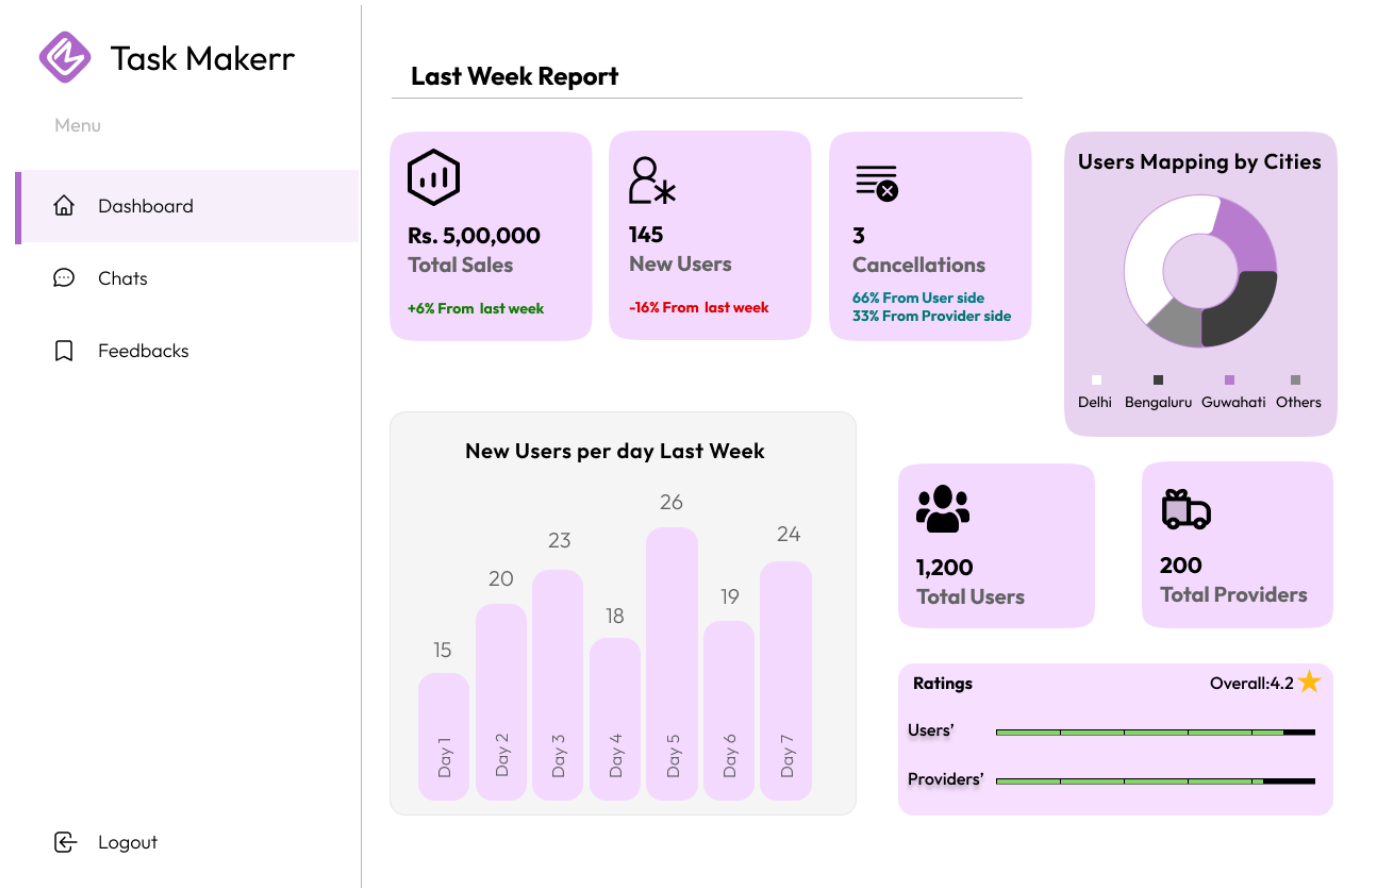 Task Makerr
Menu
Dashboard
Chats
Feedbacks
Logout
Last Week Report
Rs. 5,00,000
Total Sales
+6% From last week
145
New Users
-16% From last week
3
Cancellations
66% From User side
33% From Provider side
Users Mapping by Cities
Delhi Bengaluru Guwahati Others
New Users per day Last Week
15
20
23
18
26
19
24
Day 1
Day 2
Day 3
Day 4
Day 5
Day 6
Day 7
1,200
Total Users
200
Total Providers
Ratings
Overall:4.2
Users’
Providers’